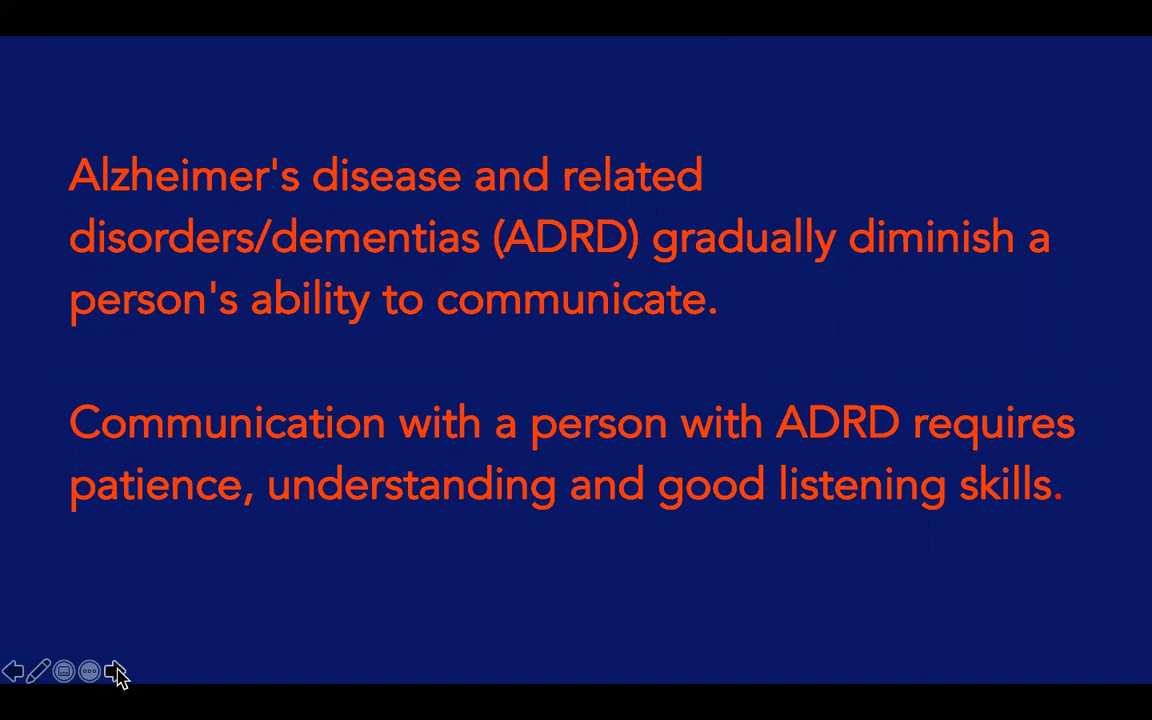 Alzheimer's disease and related
disorders/dementias (ADRD) gradually diminish a
person's ability to communicate.
Communication with a person with ADRD requires
patience, understanding and good listening skills.